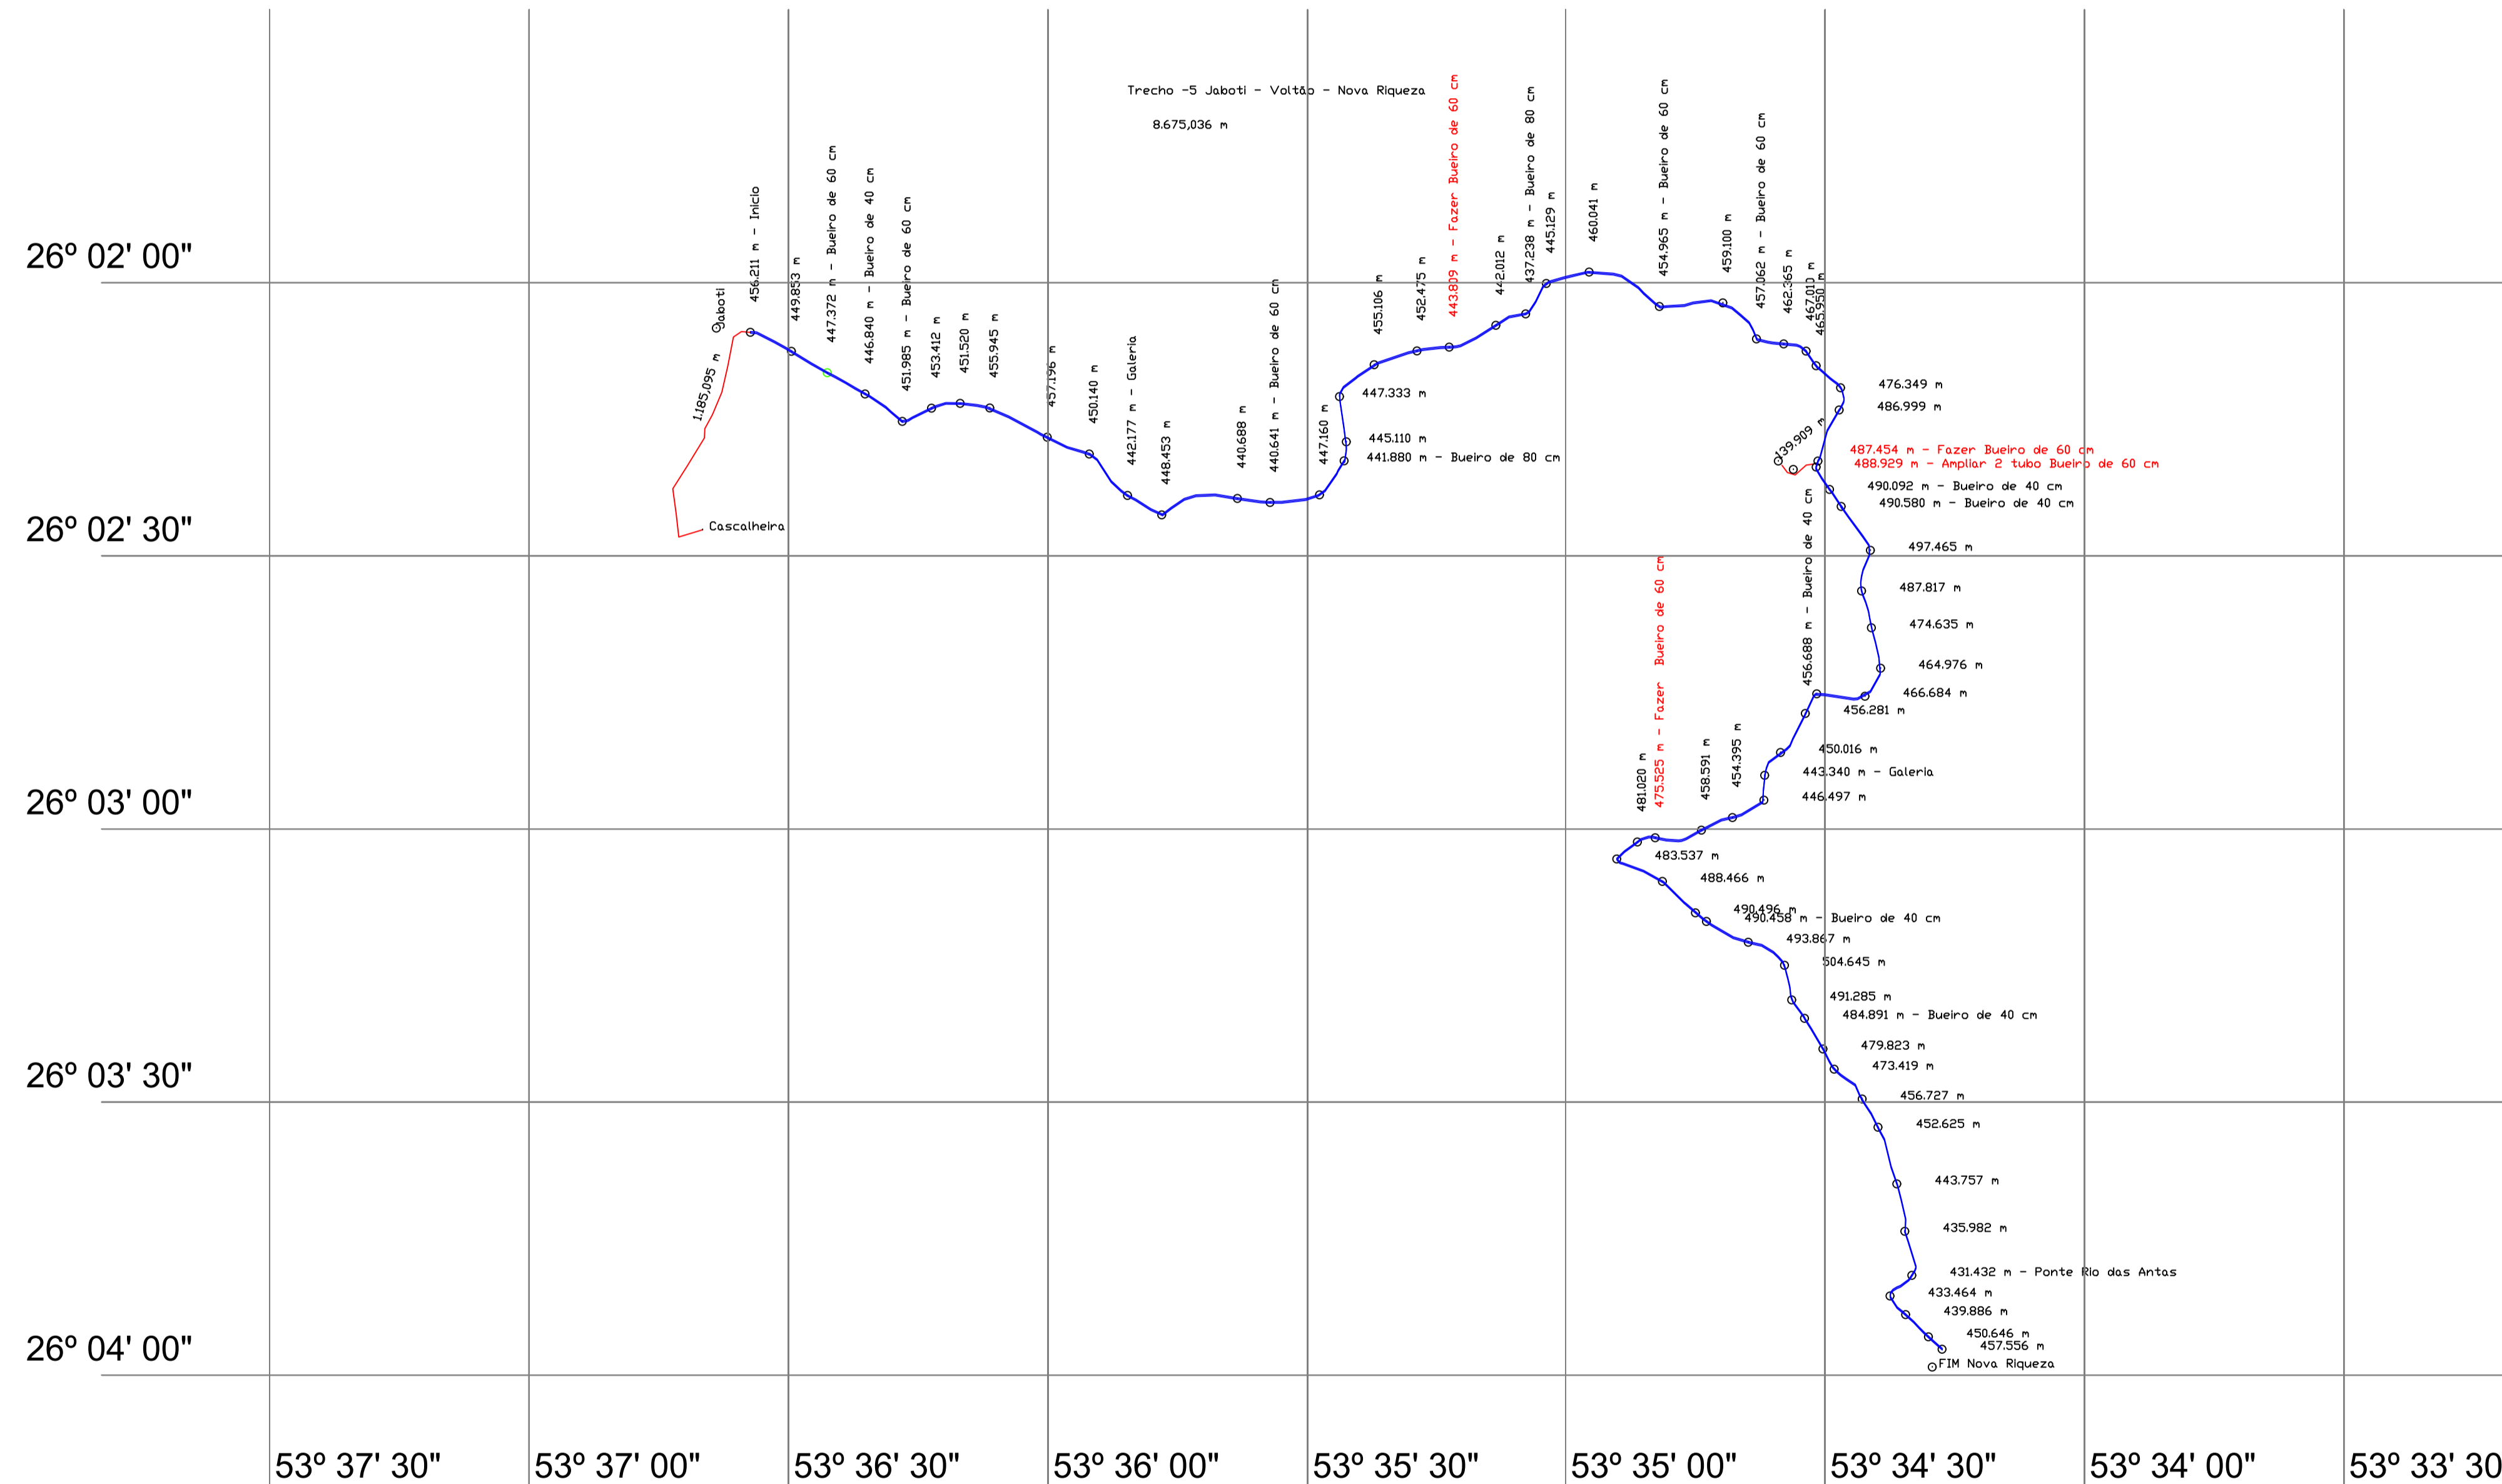 Trecho -5 Jaboti - Voltão - Nova Riqueza
8.675,036 m
26º 02' 00"
26º 02' 30"
26º 03' 00"
26º 03' 30"
26º 04' 00"
Jaboti
1.185,095 m
Cascalheira
456.211 m - Inicio
449.853 m
447.372 m - Bueiro de 60 cm
446.840 m - Bueiro de 40 cm
451.985 m - Bueiro de 60 cm
453.412 m
451.520 m
455.945 m
457.196 m
450.140 m
442.177 m - Galeria
448.453 m
440.688 m
440.641 m - Bueiro de 60 cm
447.160 m
441.880 m - Bueiro de 80 cm
445.110 m
447.333 m
455.106 m
452.475 m
443.809 m - Fazer Bueiro de 60 cm
442.012 m
437.238 m - Bueiro de 80 cm
445.129 m
460.041 m
454.965 m - Bueiro de 60 cm
459.100 m
457.062 m - Bueiro de 60 cm
462.365 m
467.010 m
465.950 m
476.349 m
486.999 m
139.909 m
487.454 m - Fazer Bueiro de 60 cm
488.929 m - Ampliar 2 tubo Bueiro de 60 cm
490.092 m - Bueiro de 40 cm
490.580 m - Bueiro de 40 cm
497.465 m
487.817 m
474.635 m
464.976 m
466.684 m
456.688 m - Bueiro de 40 cm
456.281 m
450.016 m
443.340 m - Galeria
446.497 m
454.395 m
458.591 m
475.525 m - Fazer Bueiro de 60 cm
481.020 m
483.537 m
488.466 m
490.496 m
490.458 m - Bueiro de 40 cm
493.867 m
504.645 m
491.285 m
484.891 m - Bueiro de 40 cm
479.823 m
473.419 m
456.727 m
452.625 m
443.757 m
435.982 m
431.432 m - Ponte Rio das Antas
433.464 m
439.886 m
450.646 m
457.556 m
FIM Nova Riqueza
53º 37' 30"
53º 37' 00"
53º 36' 30"
53º 36' 00"
53º 35' 30"
53º 35' 00"
53º 34' 30"
53º 34' 00"
53º 33' 30